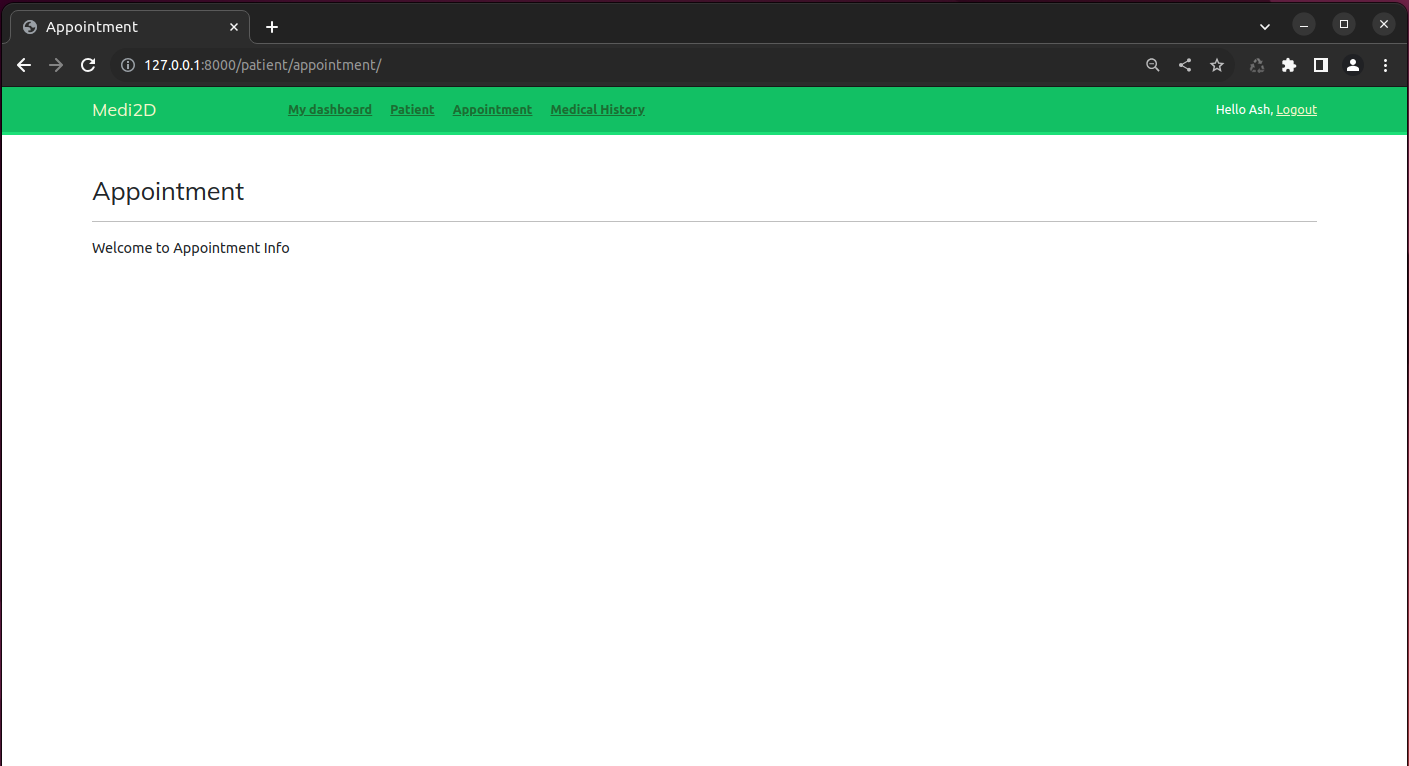 Appointment
127.0.0.1:8000/patient/appointment/
Medi2D My dashboard Patient Appointment Medical History Hello Ash, Logout
Appointment
Welcome to Appointment Info